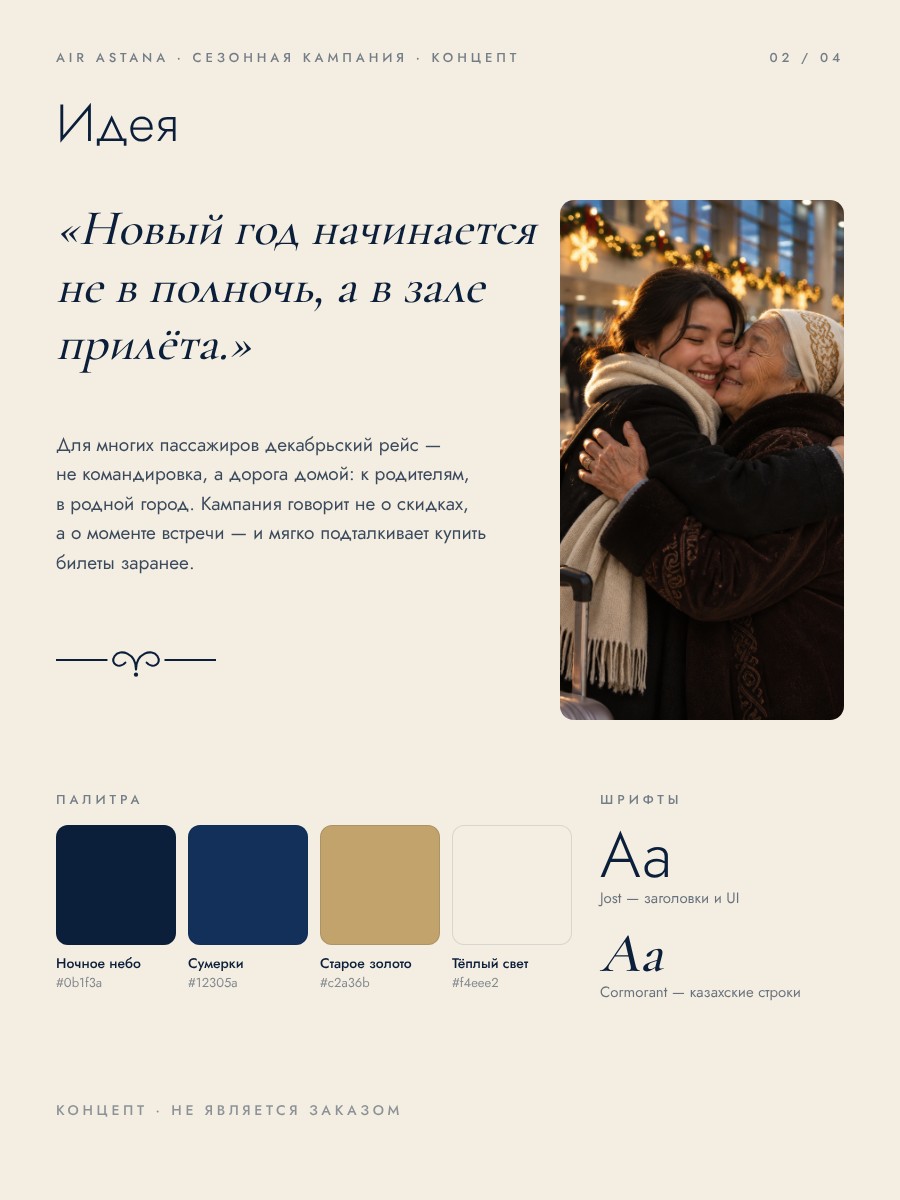 AIR ASTANA · СЕЗОННАЯ КАМПАНИЯ · КОНЦЕПТ
02 / 04
Идея
«Новый год начинается
не в полночь, а в зале
прилёта.»
Для многих пассажиров декабрьский рейс —
не командировка, а дорога домой: к родителям,
в родной город. Кампания говорит не о скидках,
а о моменте встречи — и мягко подталкивает купить
билеты заранее.
ПАЛИТРА
Ночное небо
#0b1f3a
Сумерки
#12305a
Старое золото
#c2a36b
Тёплый свет
#f4eee2
ШРИФТЫ
Aa
Jost — заголовки и UI
Aa
Cormorant — казахские строки
КОНЦЕПТ · НЕ ЯВЛЯЕТСЯ ЗАКАЗОМ